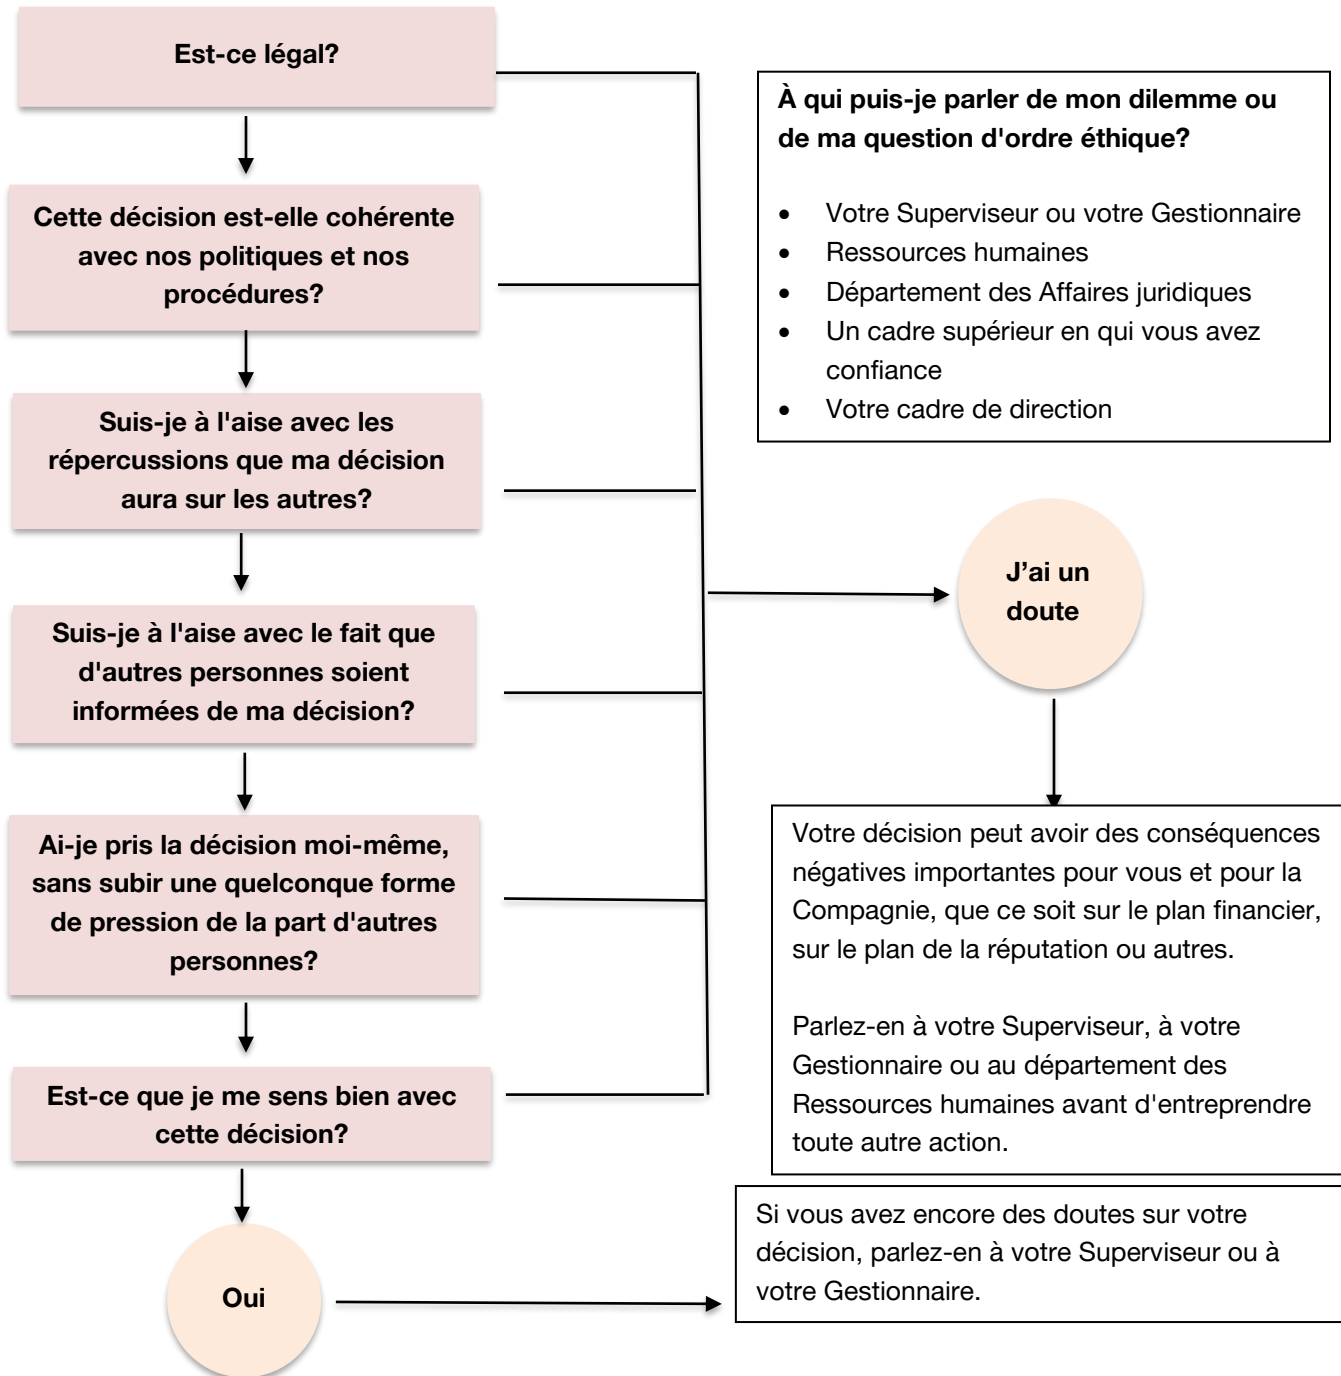 Est-ce légal?
Cette décision est-elle cohérente
avec nos politiques et nos
procédures?
Suis-je à l'aise avec les
répercussions que ma décision
aura sur les autres?
Suis-je à l'aise avec le fait que
d'autres personnes soient
informées de ma décision?
Ai-je pris la décision moi-même,
sans subir une quelconque forme
de pression de la part d'autres
personnes?
Est-ce que je me sens bien avec
cette décision?
Oui
À qui puis-je parler de mon dilemme ou
de ma question d'ordre éthique?
• Votre Superviseur ou votre Gestionnaire
• Ressources humaines
• Département des Affaires juridiques
• Un cadre supérieur en qui vous avez
confiance
• Votre cadre de direction
J’ai un
doute
Votre décision peut avoir des conséquences
négatives importantes pour vous et pour la
Compagnie, que ce soit sur le plan financier,
sur le plan de la réputation ou autres.
Parlez-en à votre Superviseur, à votre
Gestionnaire ou au département des
Ressources humaines avant d'entreprendre
toute autre action.
Si vous avez encore des doutes sur votre
décision, parlez-en à votre Superviseur ou à
votre Gestionnaire.